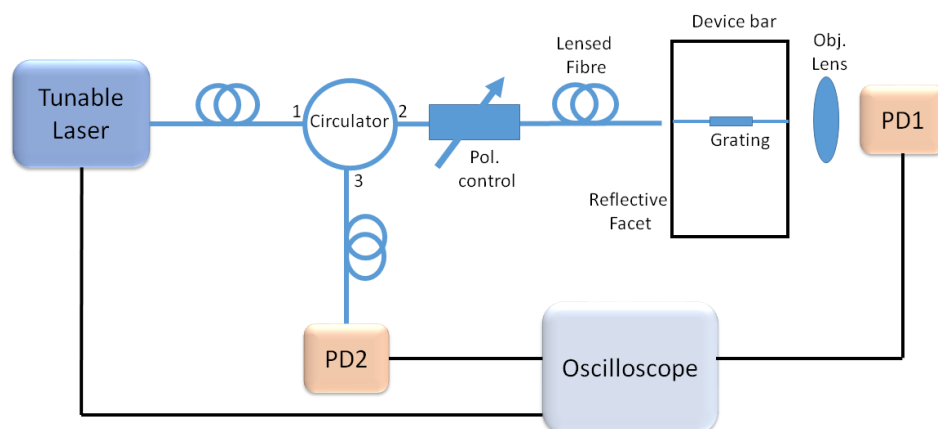 Tunable
Laser
1
Circulator
2
3
Pol.
control
Lensed
Fibre
Device bar
Grating
Reflective
Facet
Obj.
Lens
PD1
PD2
Oscilloscope